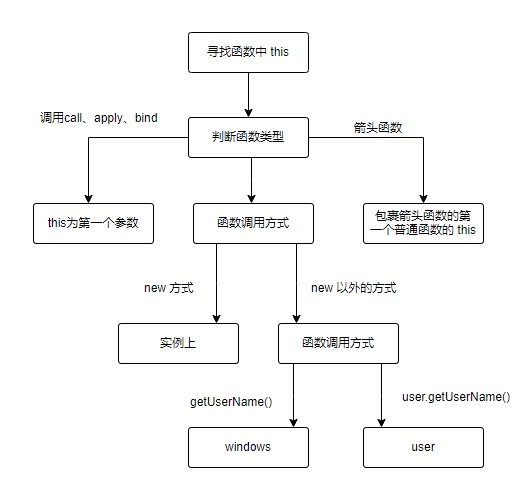 寻找函数中 this
调用call、apply、bind
判断函数类型
箭头函数
this为第一个参数
函数调用方式
包裹箭头函数的第
一个普通函数的 this
new 方式
new 以外的方式
实例上
函数调用方式
getUserName()
user.getUserName()
windows
user